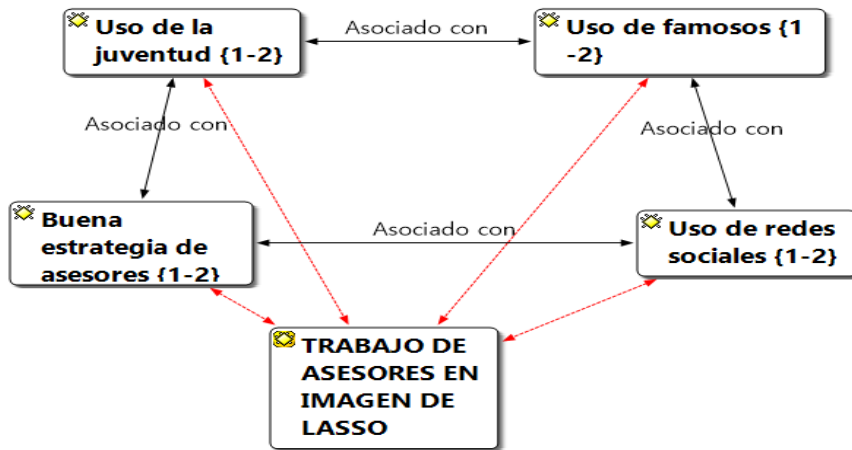 Uso de la
juventud {1-2}
Asociado con
Uso de famosos {1
-2}
Asociado con
Asociado con
Buena
estrategia de
asesores {1-2}
Asociado con
Uso de redes
sociales {1-2}
TRABAJO DE
ASESORES EN
IMAGEN DE
LASSO